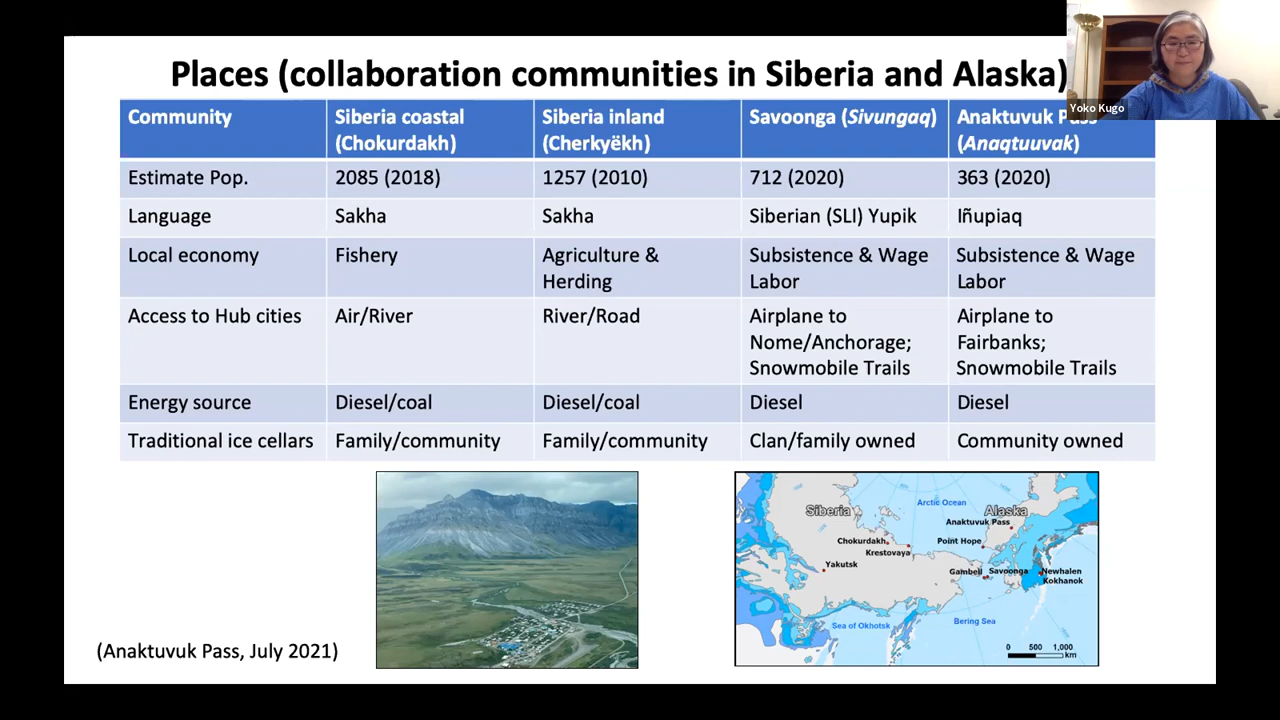 Places (collaboration communities in Siberia and Alaska)
Yoko Kugo
Community
Siberia coastal
(Chokurdakh)
Siberia inland
(Cherkyëkh)
Savoonga (Sivungaq)
Anaktuvuk Pass
(Anaqtuuvak)
Estimate Pop.
2085 (2018)
1257 (2010)
712 (2020)
363 (2020)
Language
Sakha
Sakha
Siberian (SLI) Yupik
Iñupiaq
Local economy
Fishery
Agriculture &
Herding
Subsistence & Wage
Labor
Subsistence & Wage
Labor
Access to Hub cities
Air/River
River/Road
Airplane to
Nome/Anchorage;
Snowmobile Trails
Airplane to
Fairbanks;
Snowmobile Trails
Energy source
Diesel/coal
Diesel/coal
Diesel
Diesel
Traditional ice cellars
Family/community
Family/community
Clan/family owned
Community owned
(Anaktuvuk Pass, July 2021)
Siberia
Arctic Ocean
Alaska
Anaktuvuk Pass
Chokurdakh
Point Hope
Krestovaya
Yakutsk
Gambell
Savoonga
Newhalen
Kokhanok
Sea of Okhotsk
Bering Sea
0 500 1,000
km